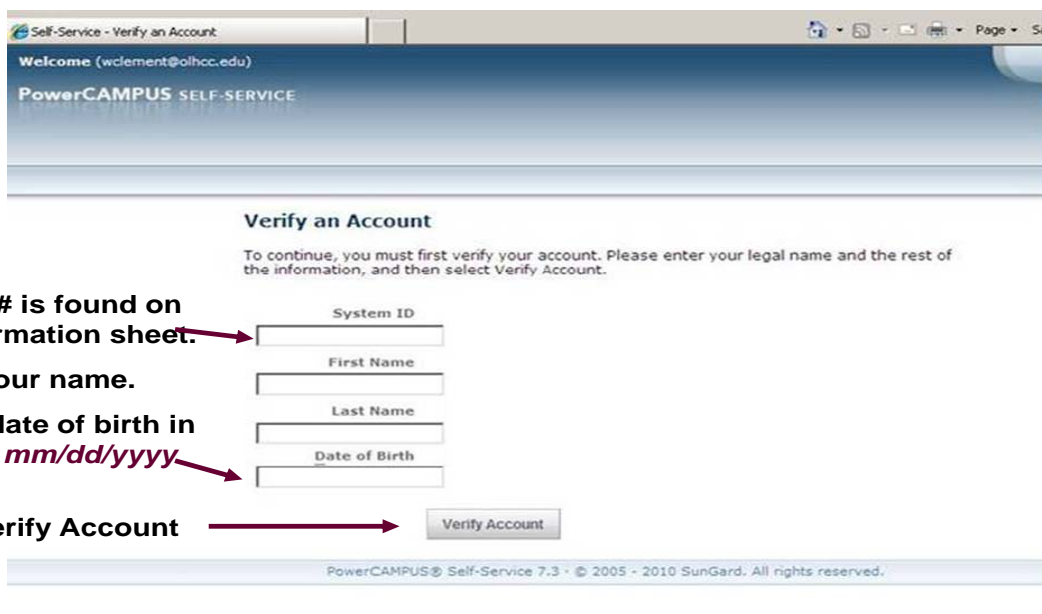 Self-Service - Verify an Account
Page
Welcome (wclement@olhcc.edu)
PowerCAMPUS SELF-SERVICE
Verify an Account
To continue, you must first verify your account. Please enter your legal name and the rest of
the information, and then select Verify Account.
# is found on
rmation sheet.
System ID
First Name
our name.
Last Name
late of birth in
mm/dd/yyyy
Date of Birth
erify Account
Verify Account
PowerCAMPUS® Self-Service 7.3 · © 2005 - 2010 SunGard. All rights reserved.